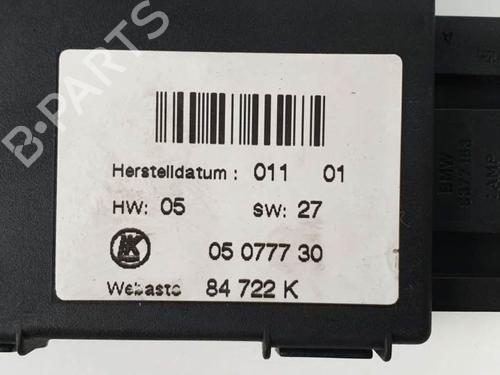 B-PARTS
Herstelldatum : 011 01
HW: 05 SW: 27
05 0777 30
Webasto 84 722 K
BMW